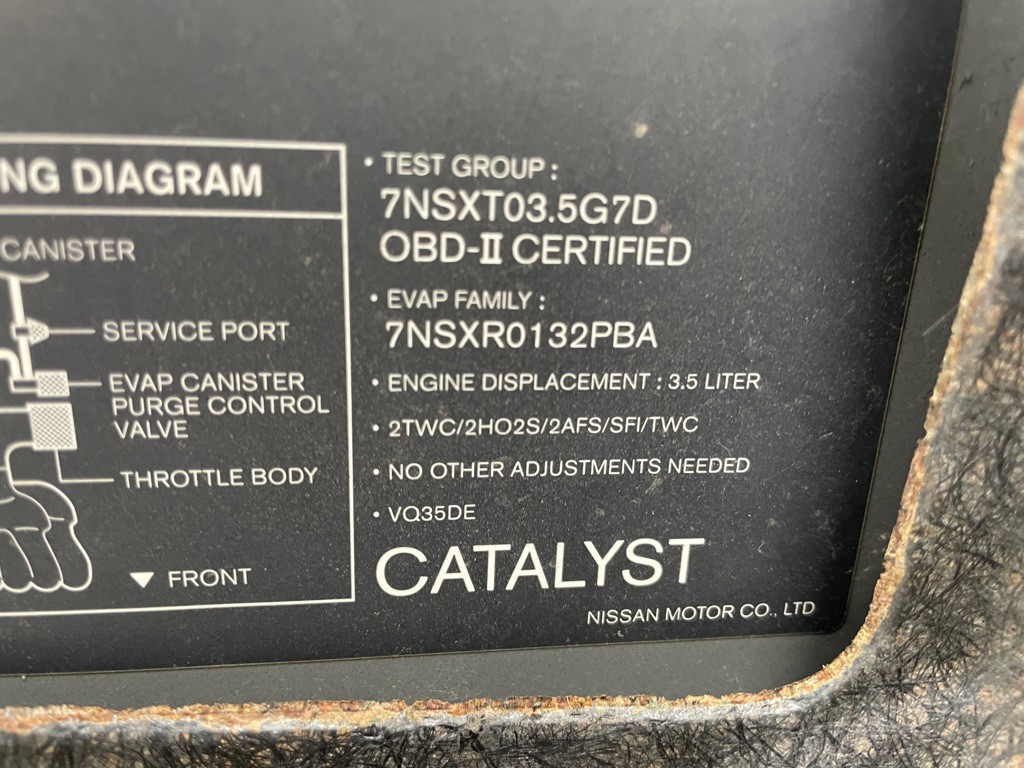 NG DIAGRAM
CANISTER
SERVICE PORT
EVAP CANISTER
PURGE CONTROL
VALVE
THROTTLE BODY
▼ FRONT
• TEST GROUP :
7NSXT03.5G7D
OBD-II CERTIFIED
• EVAP FAMILY :
7NSXR0132PBA
• ENGINE DISPLACEMENT : 3.5 LITER
• 2TWC/2HO2S/2AFS/SFI/TWC
• NO OTHER ADJUSTMENTS NEEDED
• VQ35DE
CATALYST
NISSAN MOTOR CO., LTD